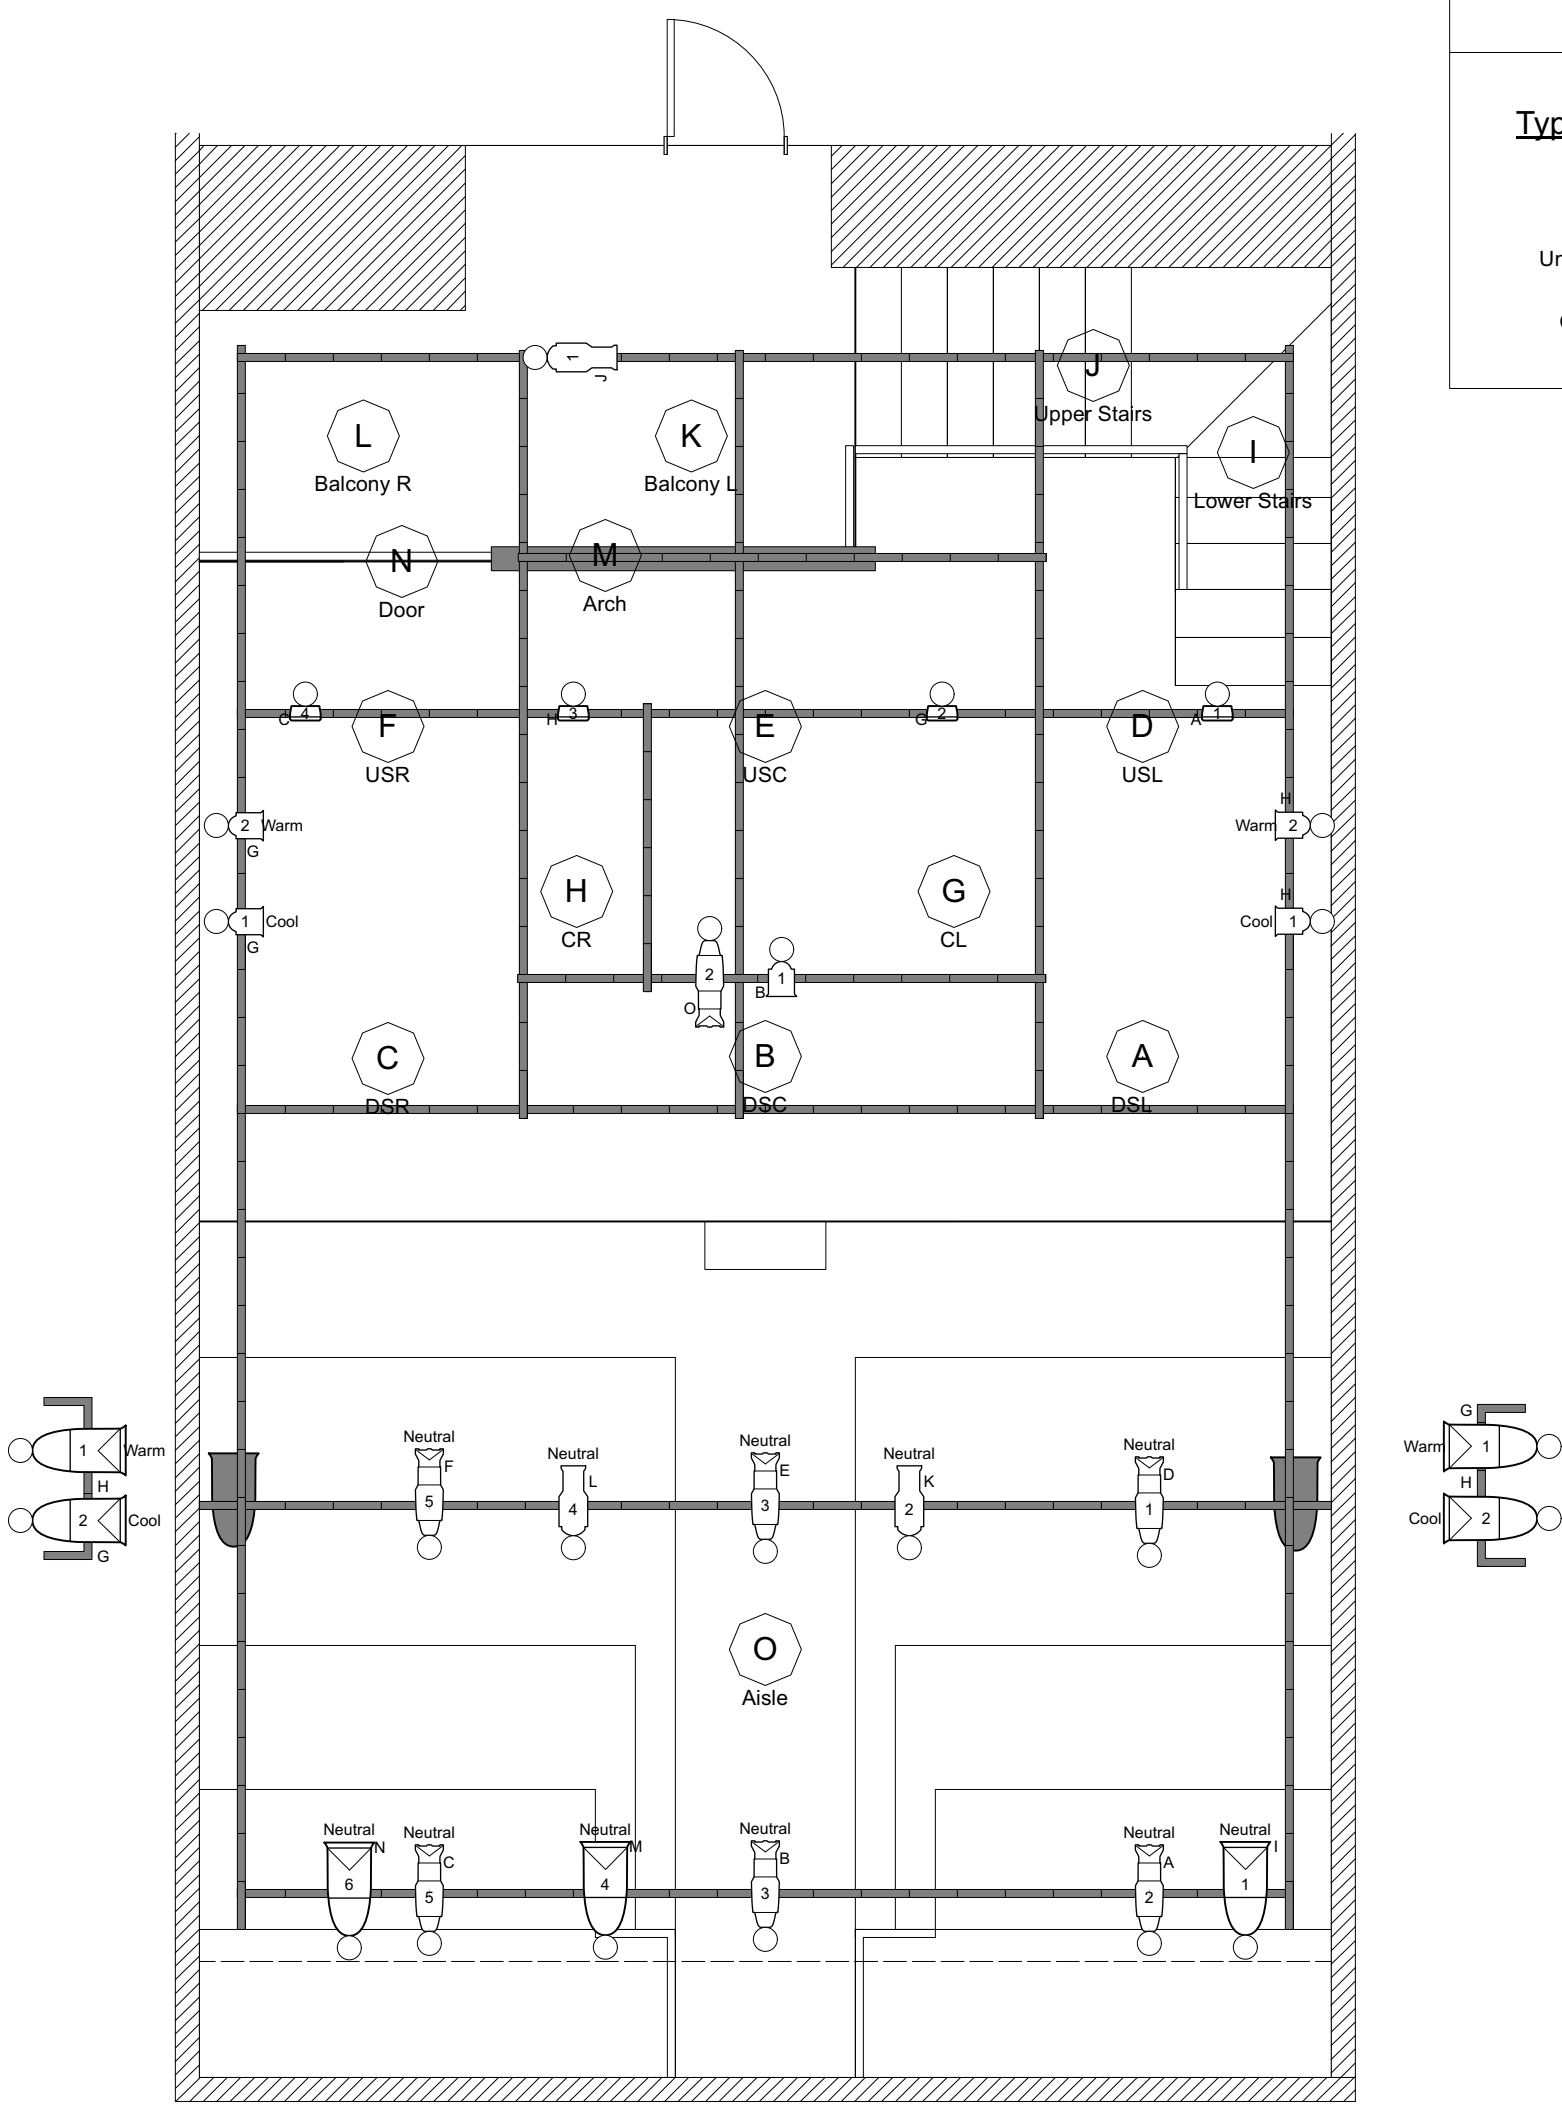 Typ
Ur
1
J
J
Upper Stairs
L
Balcony R
K
Balcony L
I
Lower Stairs
N
Door
M
Arch
C 4
H 3
G 2
A 1
F
USR
E
USC
D
USL
2 Warm
G
H
Warm 2
1 Cool
G
H
Cool 1
H
CR
G
CL
2
O
1
B
C
DSR
B
DSC
A
DSL
1 Warm
H
2 Cool
G
G
Warm 1
H
Cool 2
Neutral
F
5
Neutral
L
4
Neutral
E
3
Neutral
K
2
Neutral
D
1
O
Aisle
Neutral
N
6
Neutral
C
5
Neutral
M
4
Neutral
B
3
Neutral
A
2
Neutral
I
1